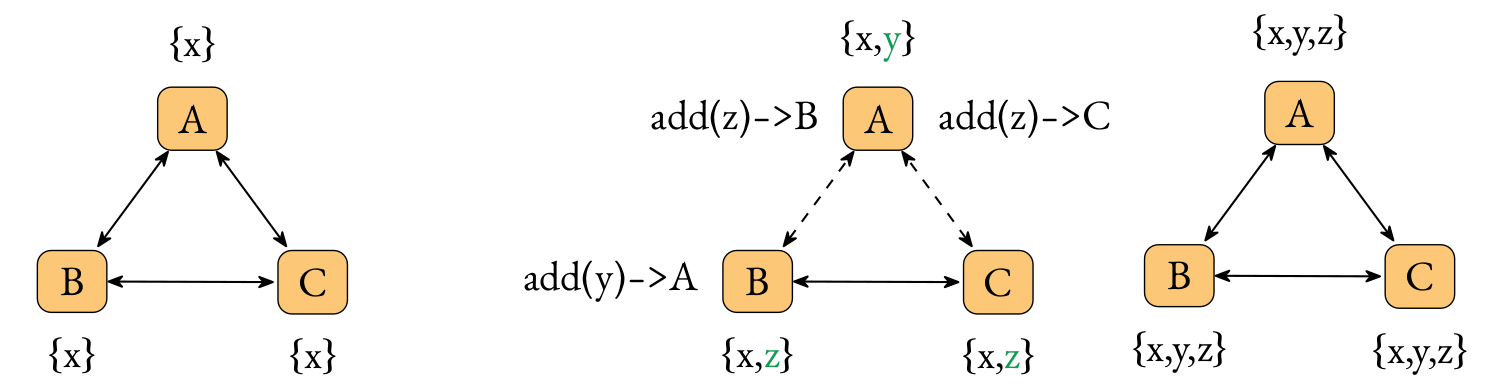 {x}
A
B
C
{x}
{x}
{x,y}
add(z)->B
A
add(z)->C
add(y)->A
B
C
{x,z}
{x,z}
{x,y,z}
A
B
C
{x,y,z}
{x,y,z}